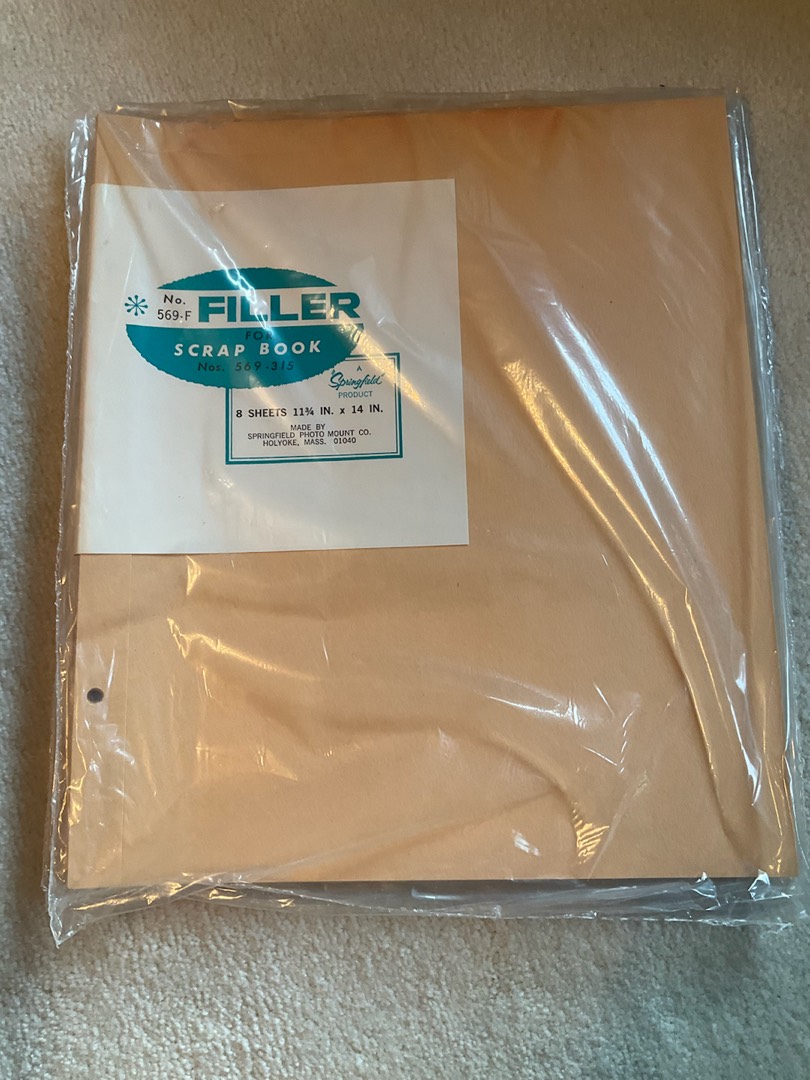 No.
569-F FILLER
FOR
SCRAP BOOK
Nos. 569-315
A
Springfield
PRODUCT
8 SHEETS 11¾ IN. x 14 IN.
MADE BY
SPRINGFIELD PHOTO MOUNT CO.
HOLYOKE, MASS. 01040